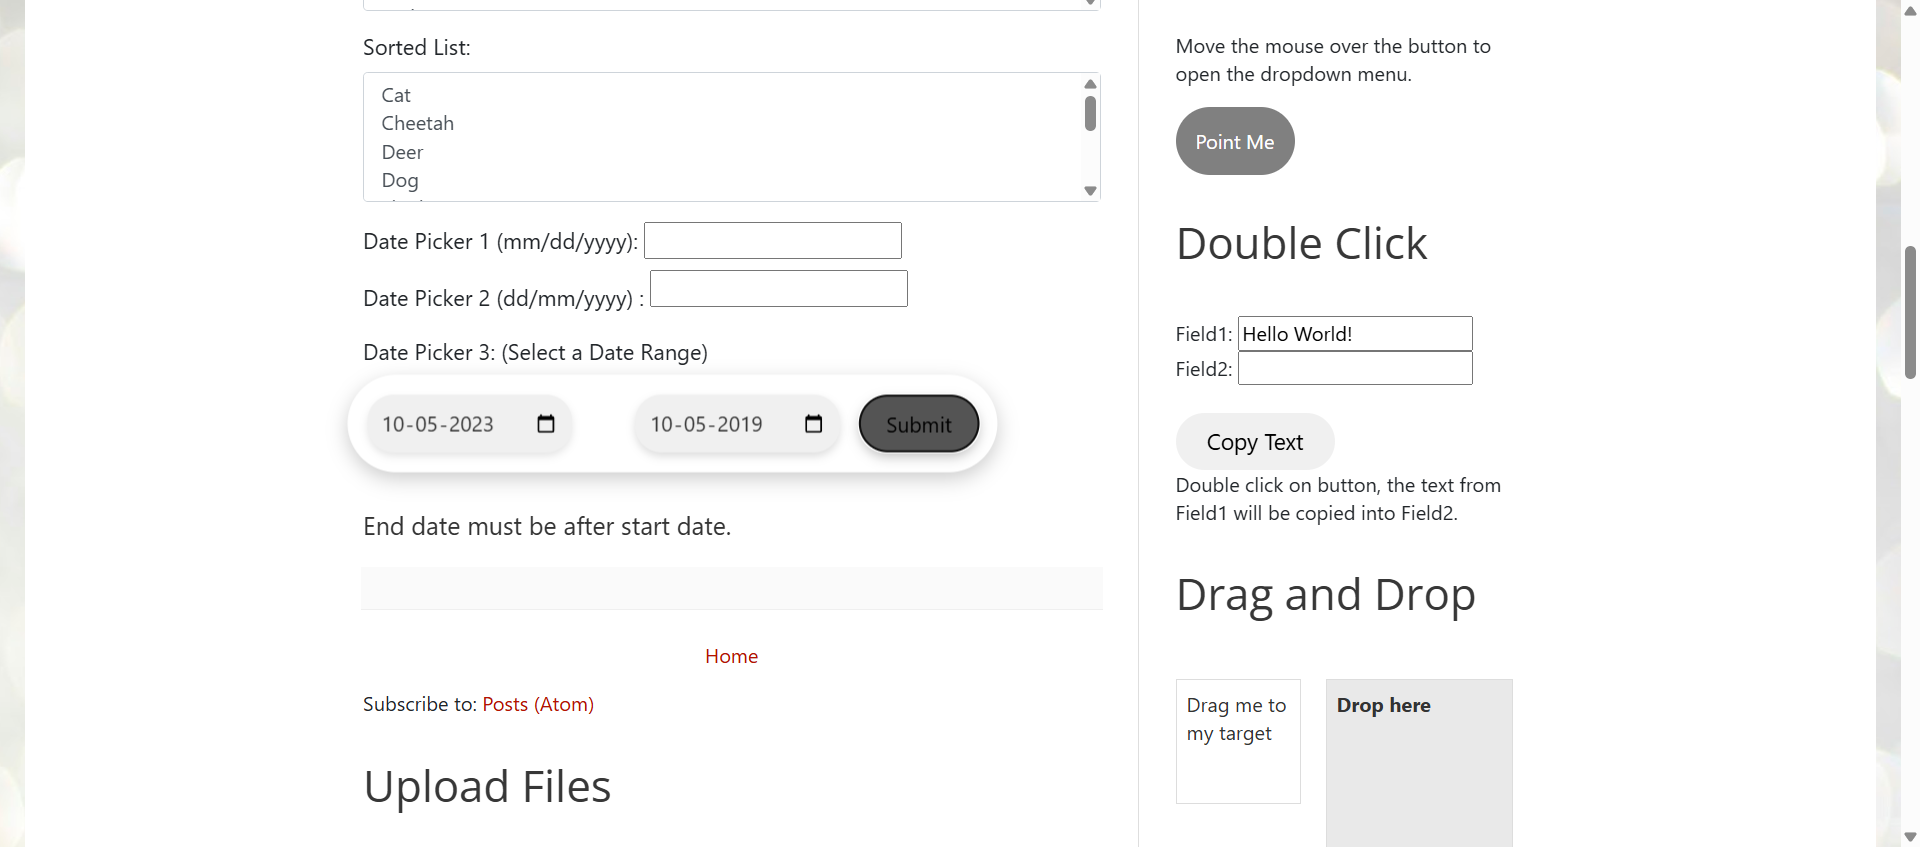 Sorted List:
Cat
Cheetah
Deer
Dog
Date Picker 1 (mm/dd/yyyy):
Date Picker 2 (dd/mm/yyyy) :
Date Picker 3: (Select a Date Range)
10-05-2023
10-05-2019
Submit
End date must be after start date.
Home
Subscribe to: Posts (Atom)
Upload Files
Move the mouse over the button to
open the dropdown menu.
Point Me
Double Click
Field1: Hello World!
Field2:
Copy Text
Double click on button, the text from
Field1 will be copied into Field2.
Drag and Drop
Drag me to
my target
Drop here